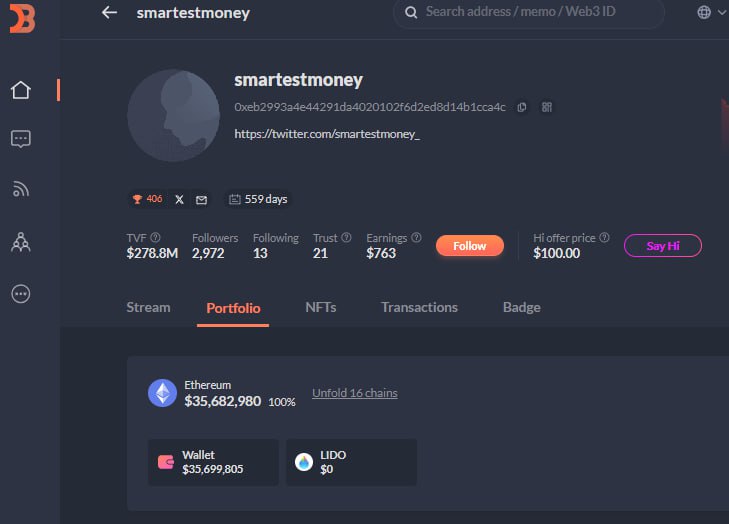 smartestmoney
Search address / memo / Web3 ID
smartestmoney
0xeb2993a4e44291da4020102f6d2ed8d14b1cca4c
https://twitter.com/smartestmoney_
406
559 days
TVF Followers Following Trust Earnings Hi offer price
$278.8M 2,972 13 21 $763 Follow $100.00 Say Hi
Stream Portfolio NFTs Transactions Badge
Ethereum
$35,682,980 100% Unfold 16 chains
Wallet LIDO
$35,699,805 $0